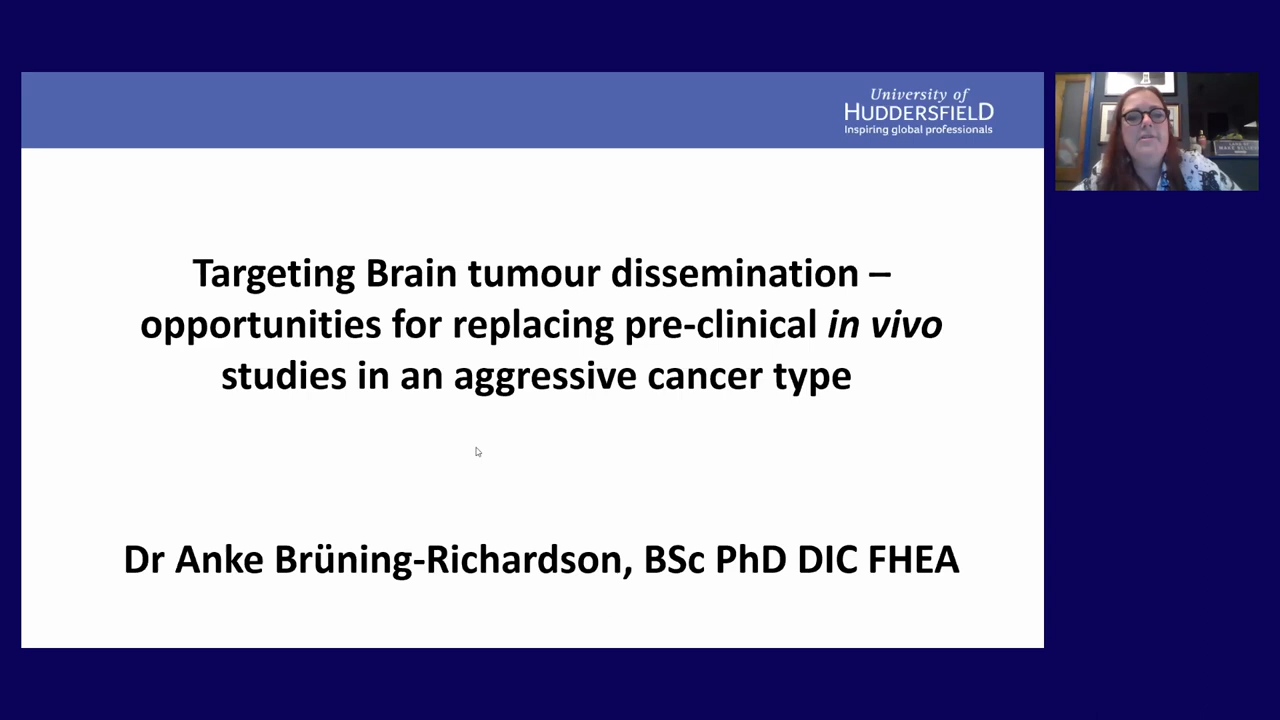 University of
HUDDERSFIELD
Inspiring global professionals
Targeting Brain tumour dissemination –
opportunities for replacing pre-clinical in vivo
studies in an aggressive cancer type
Dr Anke Brüning-Richardson, BSc PhD DIC FHEA